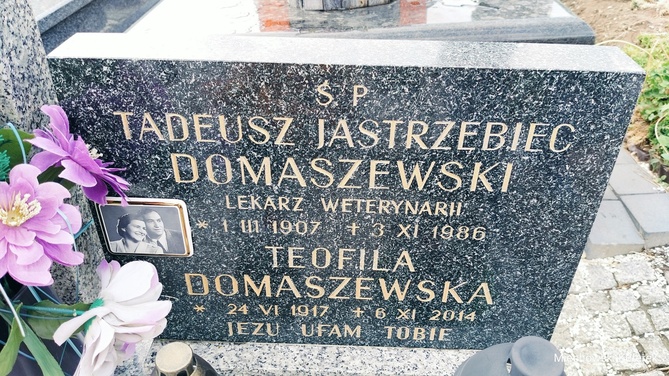 Ś P
TADEUSZ JASTRZĘBIEC
DOMASZEWSKI
LEKARZ WETERYNARII
* 1 III 1907 + 3 XI 1986
TEOFILA
DOMASZEWSKA
* 24 VI 1917 + 6 XI 2014
JEZU UFAM TOBIE